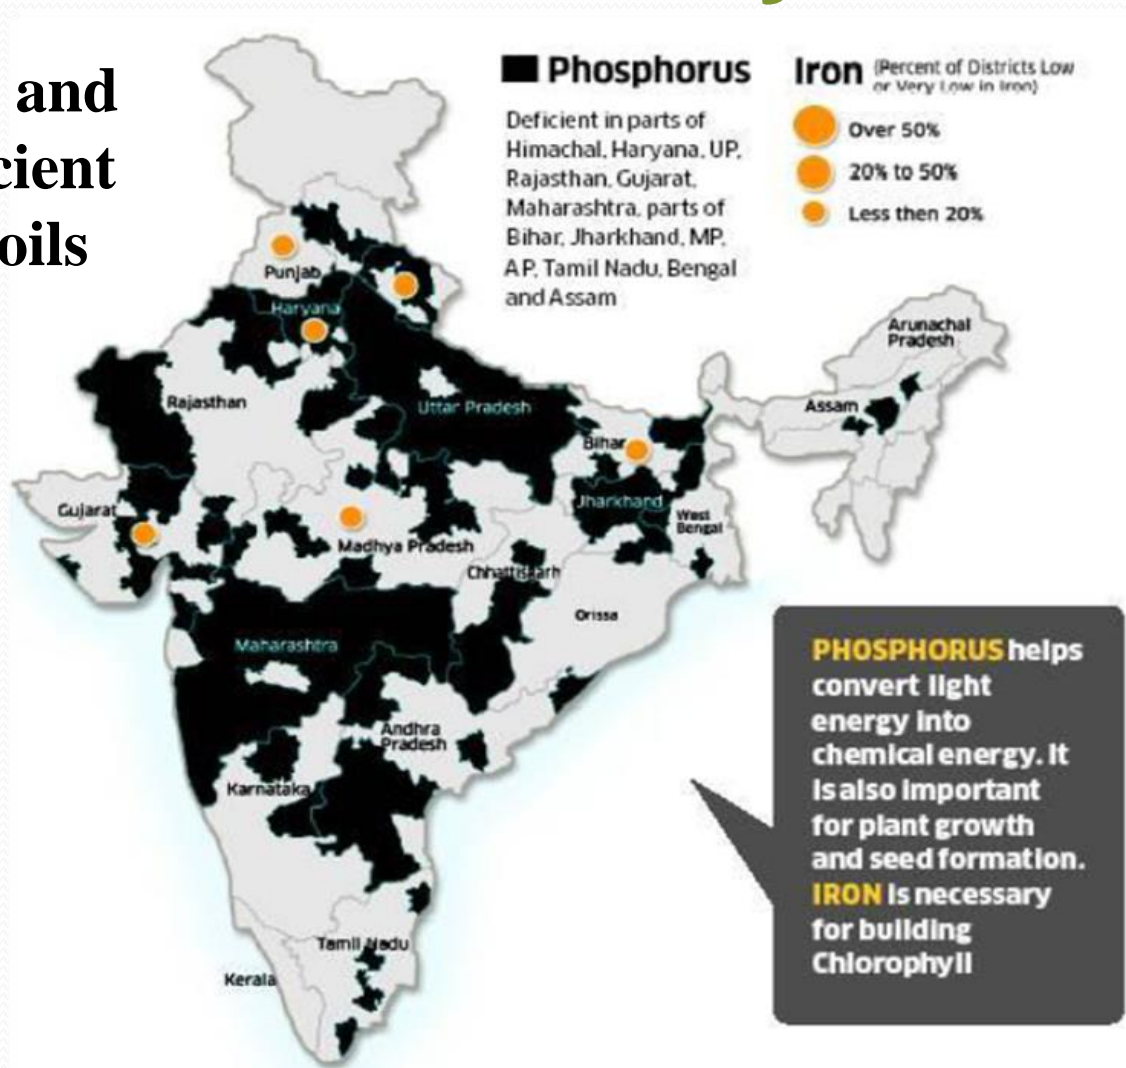 and
cient
oils
Phosphorus
Deficient in parts of
Himachal, Haryana, UP,
Rajasthan, Gujarat,
Maharashtra, parts of
Bihar, Jharkhand, MP,
AP, Tamil Nadu, Bengal
and Assam
Iron (Percent of Districts Low
or Very Low in Iron)
Over 50%
20% to 50%
Less then 20%
Punjab
Haryana
Rajasthan
Uttar Pradesh
Arunachal
Pradesh
Assam
Bihar
Gujarat
Jharkhand
West
Bengal
Madhya Pradesh
Chhattiskarh
Orissa
Maharashtra
Andhra
Pradesh
Karnataka
Tamil Nadu
Kerala
PHOSPHORUS helps
convert light
energy into
chemical energy. It
is also important
for plant growth
and seed formation.
IRON is necessary
for building
Chlorophyll